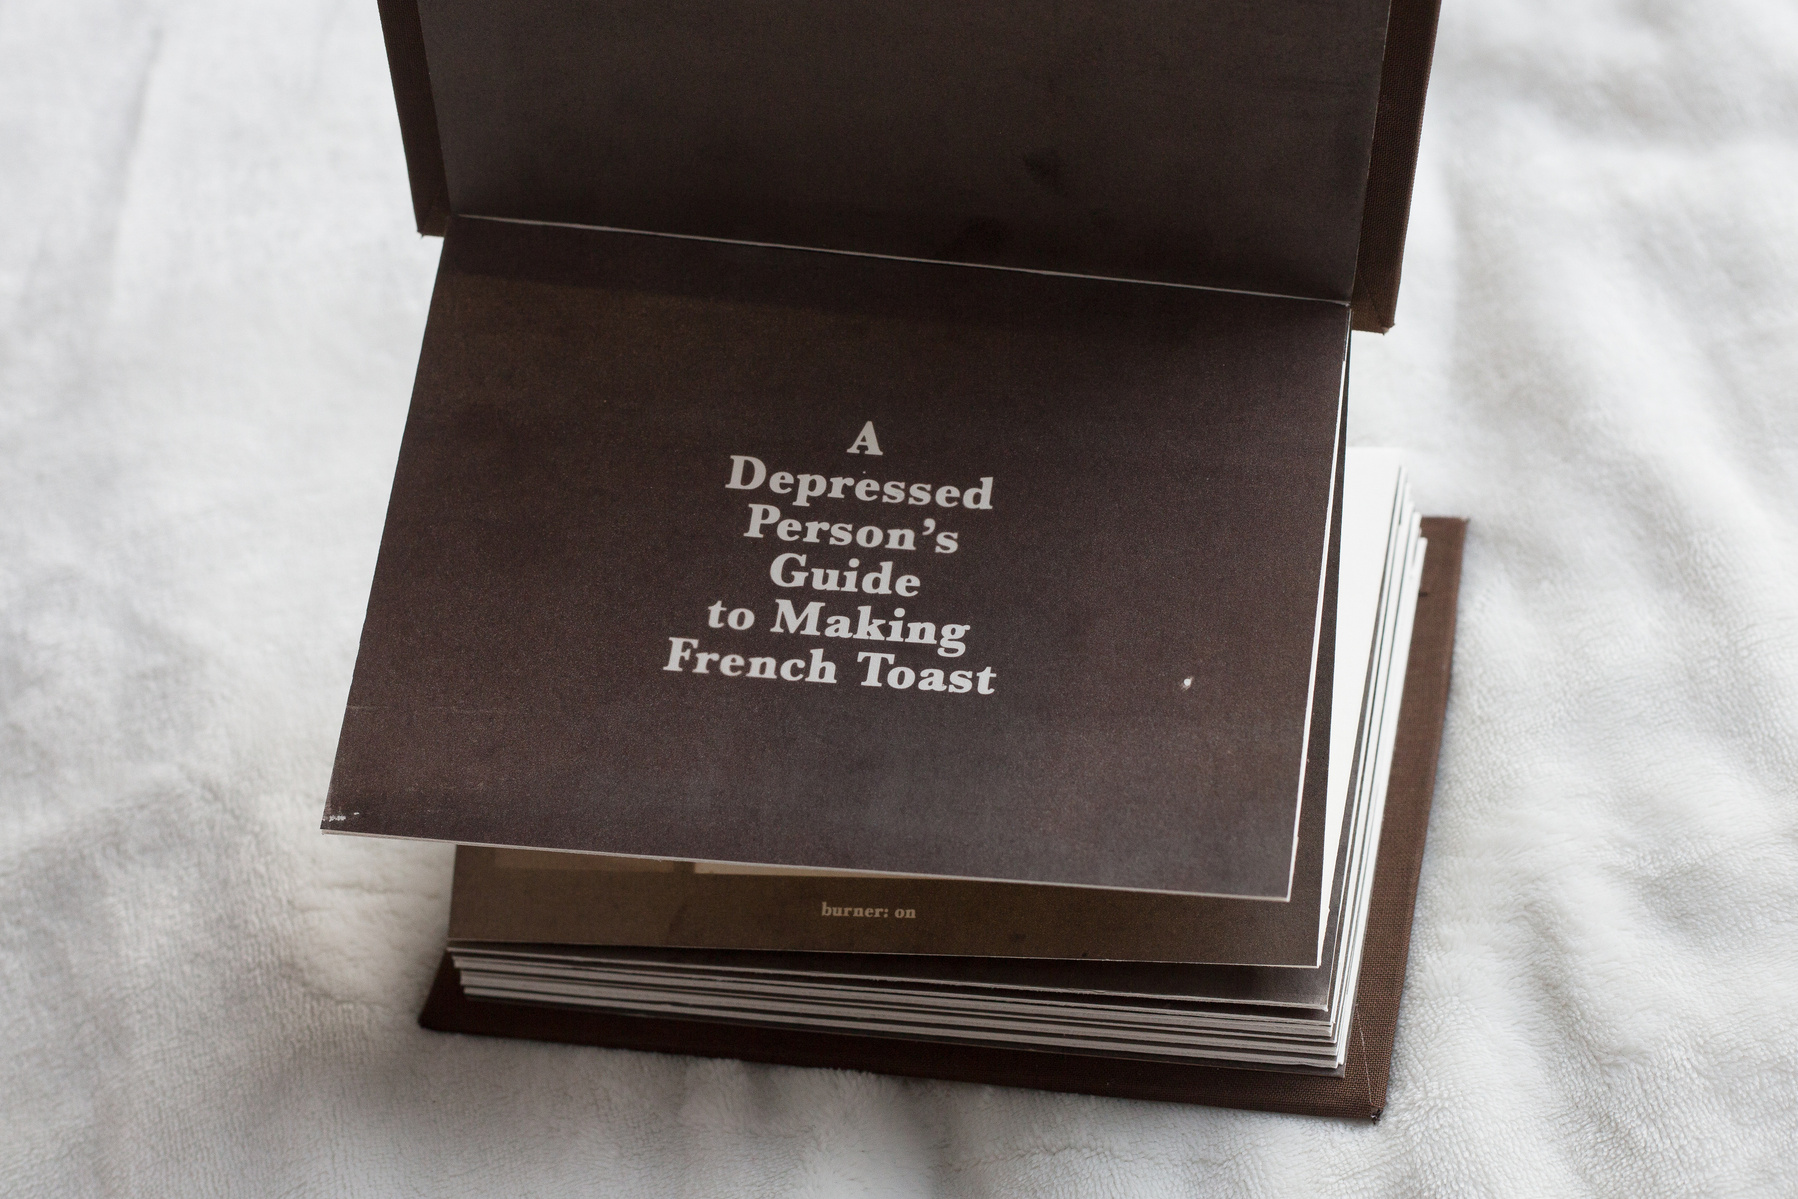 A
Depressed
Person’s
Guide
to Making
French Toast
burner: on